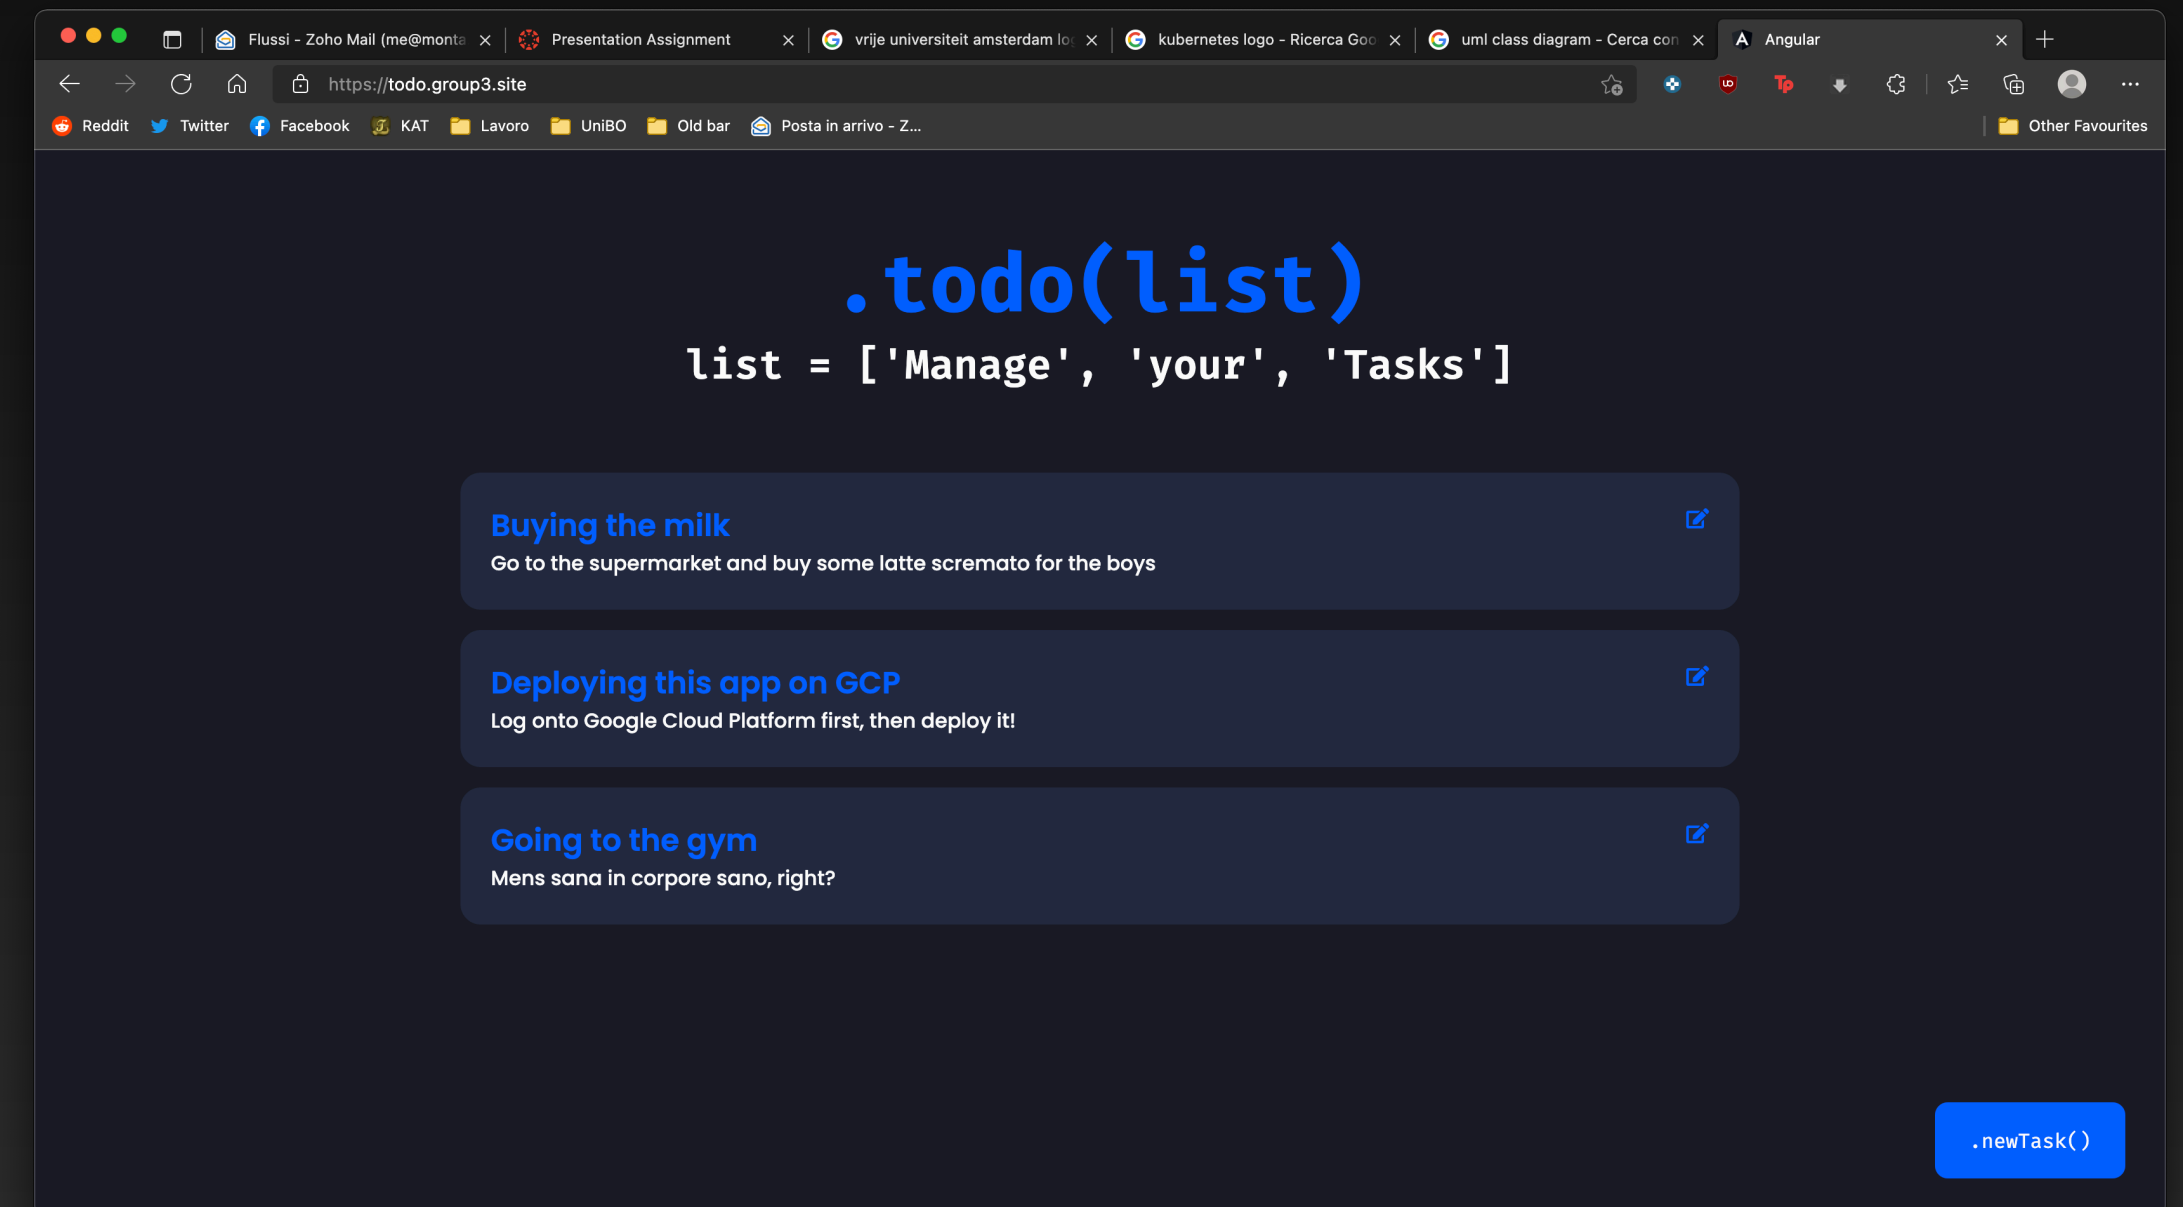 Flussi - Zoho Mail (me@monta
Presentation Assignment
vrije universiteit amsterdam lo
kubernetes logo - Ricerca Goo
uml class diagram - Cerca con
Angular
https://todo.group3.site
Reddit
Twitter
Facebook
KAT
Lavoro
UniBO
Old bar
Posta in arrivo - Z...
Other Favourites
.todo(list)
list = ['Manage', 'your', 'Tasks']
Buying the milk
Go to the supermarket and buy some latte scremato for the boys
Deploying this app on GCP
Log onto Google Cloud Platform first, then deploy it!
Going to the gym
Mens sana in corpore sano, right?
.newTask()